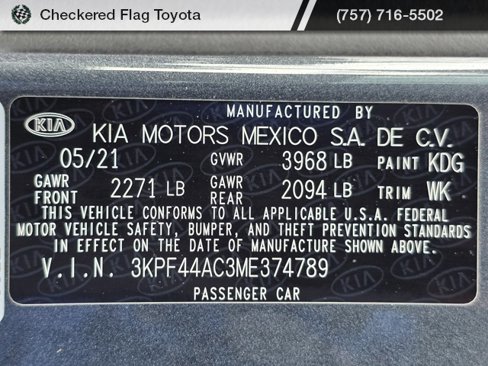 Checkered Flag Toyota (757) 716-5502
MANUFACTURED BY
KIA KIA MOTORS MEXICO S.A. DE C.V.
05/21 GVWR 3968 LB PAINT KDG
GAWR FRONT 2271 LB GAWR REAR 2094 LB TRIM WK
THIS VEHICLE CONFORMS TO ALL APPLICABLE U.S.A. FEDERAL
MOTOR VEHICLE SAFETY, BUMPER, AND THEFT PREVENTION STANDARDS
IN EFFECT ON THE DATE OF MANUFACTURE SHOWN ABOVE.
V.I.N. 3KPF44AC3ME374789
PASSENGER CAR